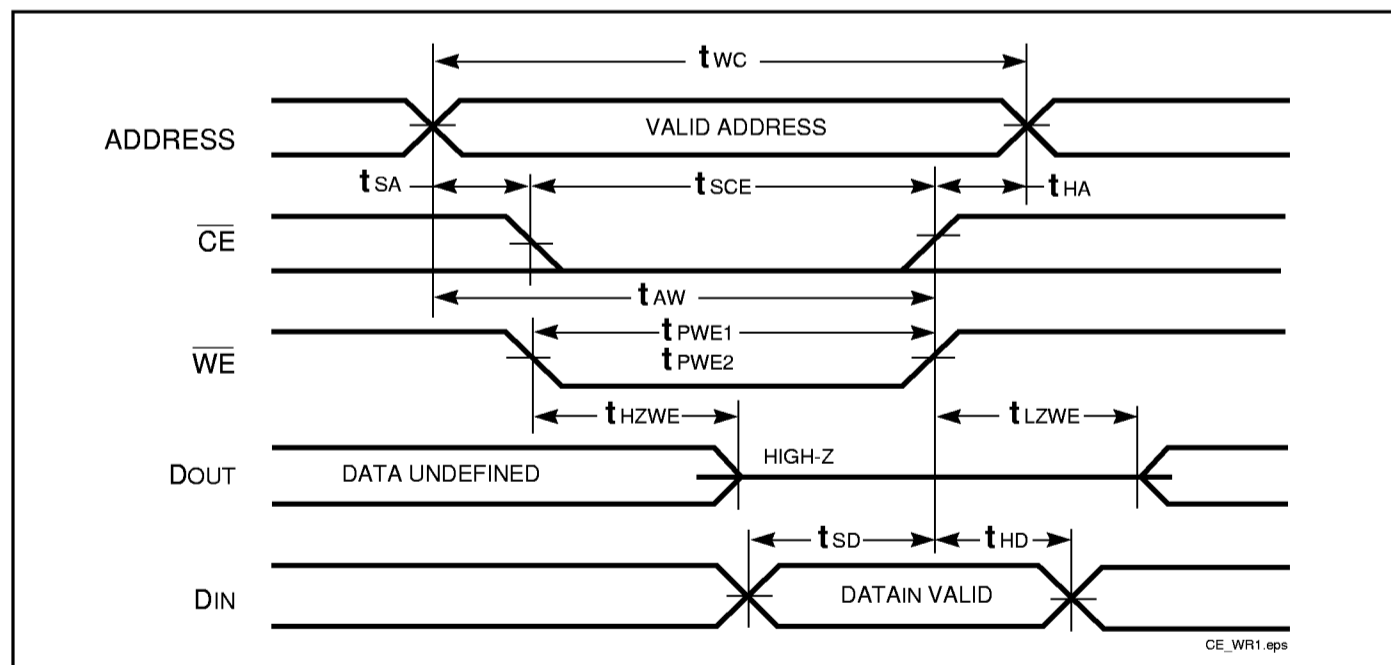 tWC
ADDRESS
VALID ADDRESS
tSA
tSCE
tHA
CE
tAW
WE
tPWE1
tPWE2
tHZWE
tLZWE
DOUT
DATA UNDEFINED
HIGH-Z
tSD
tHD
DIN
DATAIN VALID
CE_WR1.eps